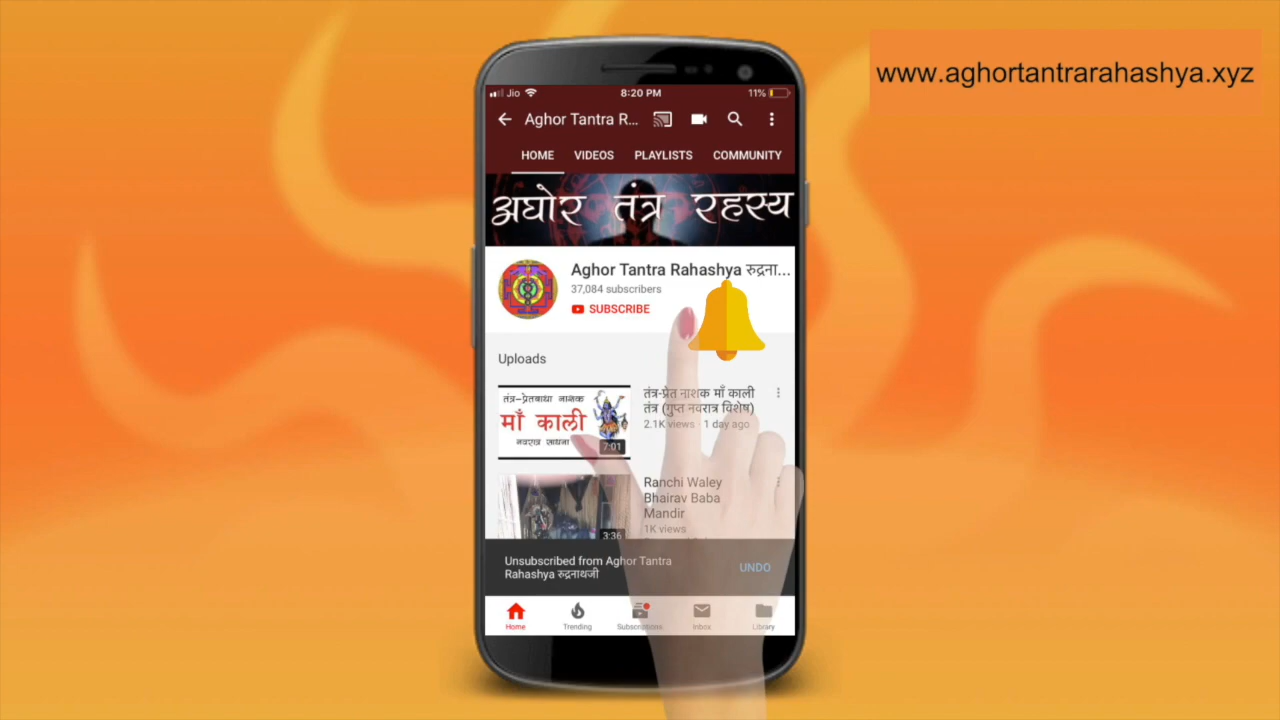 www.aghortantrarahashya.xyz
Jio 8:20 PM 11%
Aghor Tantra R...
HOME VIDEOS PLAYLISTS COMMUNITY
अघोर तंत्र रहस्य
Aghor Tantra Rahashya रुद्रना...
37,084 subscribers
SUBSCRIBE
Uploads
तंत्र-प्रेतबाधा नाशक
माँ काली
नवरात्र साधना
7:01
तंत्र-प्रेत नाशक माँ काली
तंत्र (गुप्त नवरात्र विशेष)
2.1K views · 1 day ago
3:36
Ranchi Waley
Bhairav Baba
Mandir
1K views
Unsubscribed from Aghor Tantra
Rahashya रुद्रनाथजी
UNDO
Home Trending Subscriptions Inbox Library